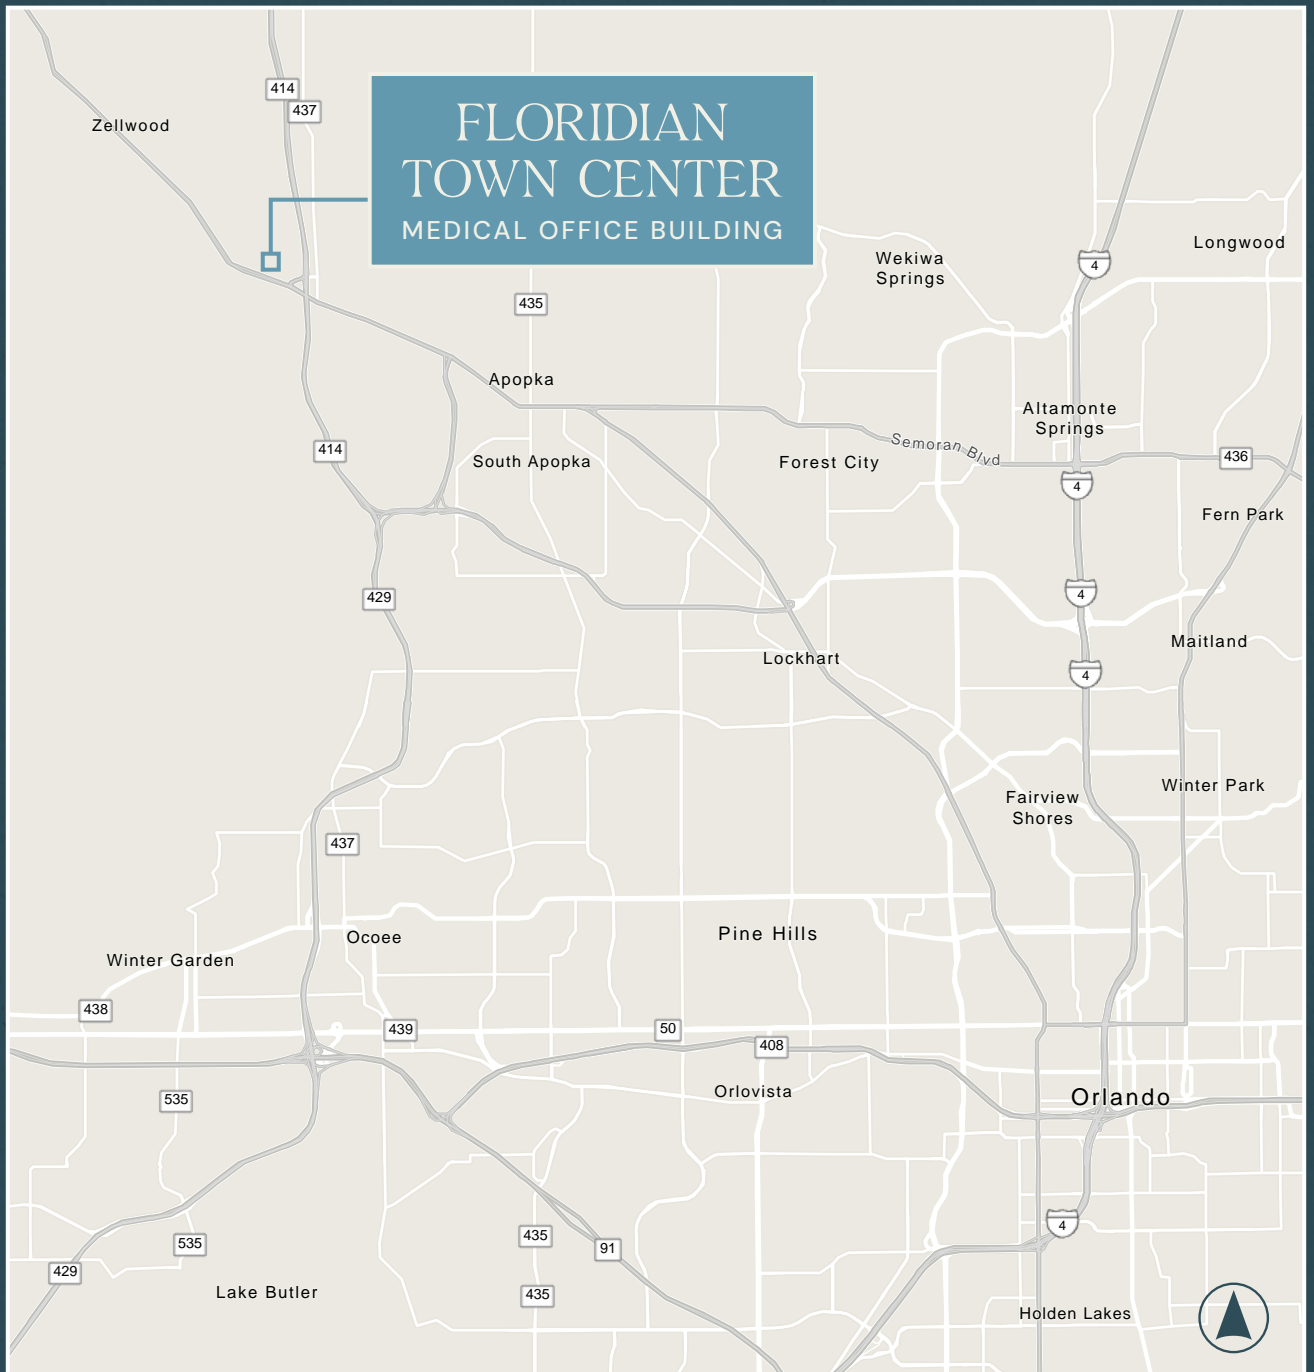 414
437
Zellwood
FLORIDIAN
TOWN CENTER
MEDICAL OFFICE BUILDING
Wekiwa
Springs
Longwood
4
435
Apopka
Altamonte
Springs
414
South Apopka
Forest City
Semoran Blvd
436
4
Fern Park
429
4
Maitland
Lockhart
4
Fairview
Shores
Winter Park
437
Ocoee
Pine Hills
Winter Garden
438
439
50
408
535
Orlovista
Orlando
4
535
435
91
429
Lake Butler
435
Holden Lakes